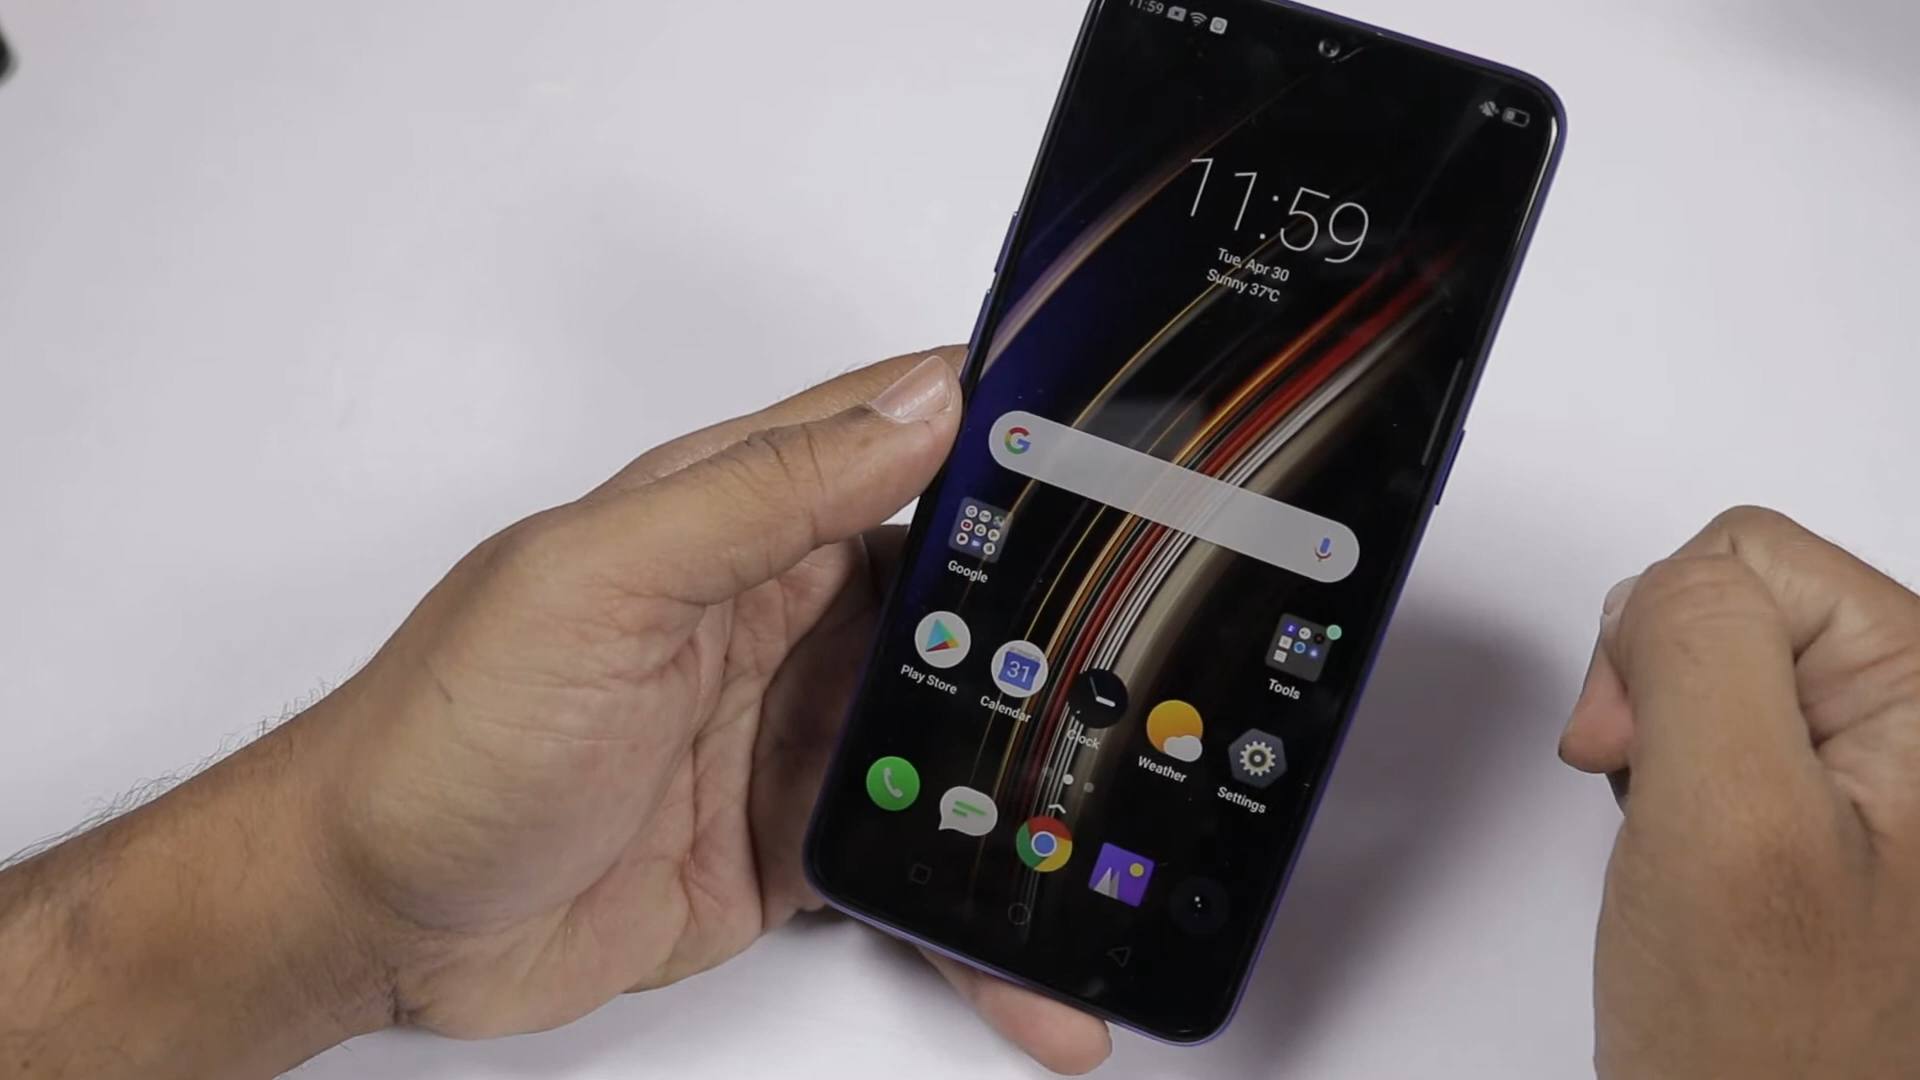 11:59
11:59
Tue, Apr 30
Sunny 37°C
G
Google
Tools
Play Store
31
Calendar
Clock
Weather
Settings